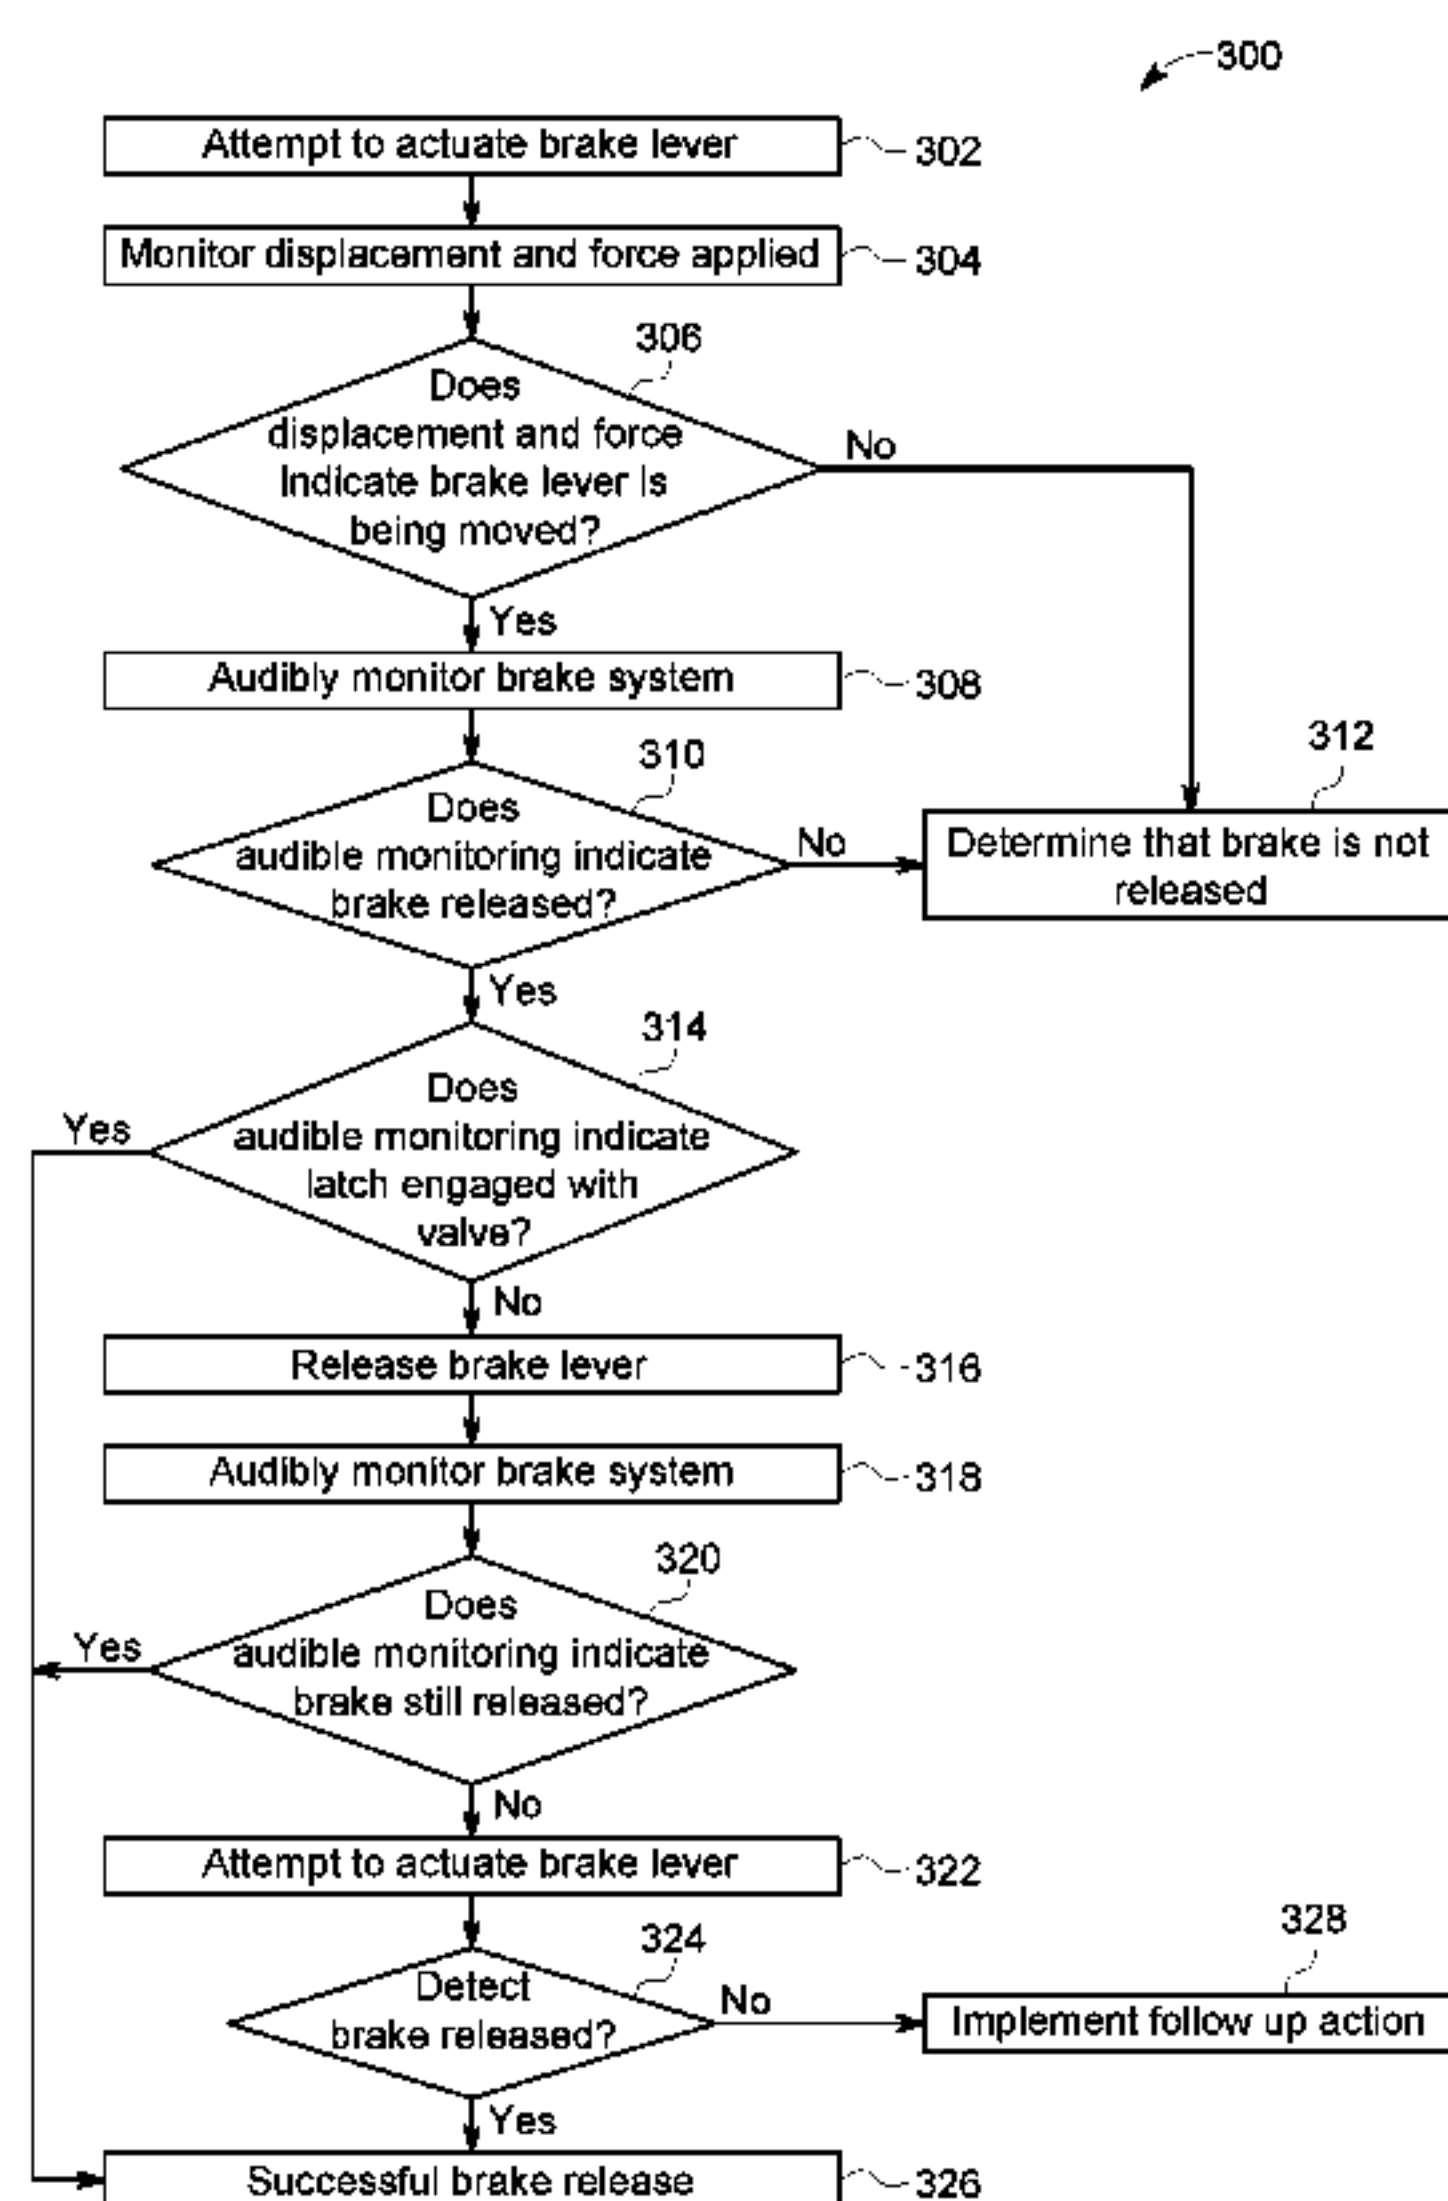 300
Attempt to actuate brake lever
302
Monitor displacement and force applied
304
306
Does
displacement and force
Indicate brake lever Is
being moved?
No
Yes
Audibly monitor brake system
308
310
Does
audible monitoring indicate
brake released?
No
312
Determine that brake is not
released
Yes
314
Does
audible monitoring indicate
latch engaged with
valve?
Yes
No
Release brake lever
316
Audibly monitor brake system
318
320
Does
audible monitoring indicate
brake still released?
Yes
No
Attempt to actuate brake lever
322
324
Detect
brake released?
No
328
Implement follow up action
Yes
Successful brake release
326